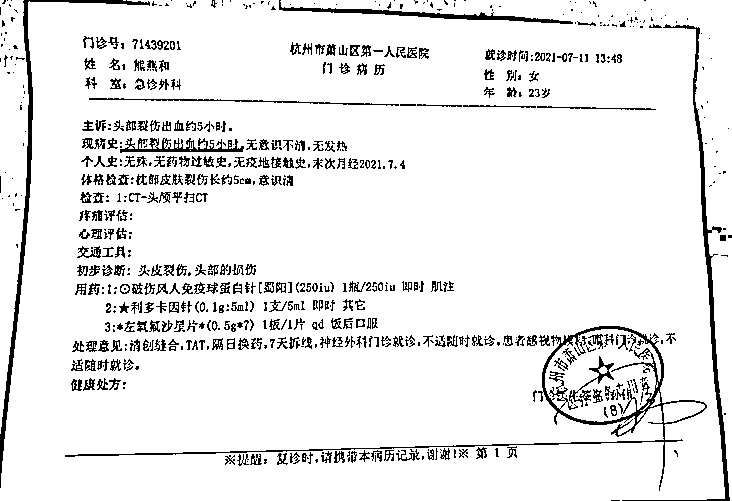 门诊号: 71439201
杭州市萧山区第一人民医院
就诊时间:2021-07-11 13:48
姓 名: 熊燕和
门 诊 病 历
性 别: 女
科 室: 急诊外科
年 龄: 23岁
主诉:头部裂伤出血约5小时.
现病史:头部裂伤出血约5小时,无意识不清,无发热
个人史:无殊,无药物过敏史,无疫地接触史,末次月经2021.7.4
体格检查:枕部皮肤裂伤长约5cm,意识清
检查: 1:CT-头颅平扫CT
疼痛评估:
心理评估:
交通工具:
初步诊断: 头皮裂伤,头部的损伤
用药:1:⊙破伤风人免疫球蛋白针[蜀阳](250iu) 1瓶/250iu 即时 肌注
2:★利多卡因针(0.1g:5ml) 1支/5ml 即时 其它
3:*左氧氟沙星片*(0.5g*7) 1板/1片 qd 饭后口服
处理意见:清创缝合,TAT,隔日换药,7天拆线,神经外科门诊就诊,不适随时就诊,患者感视物模糊,眼科门诊就诊,不
适随时就诊.
健康处方:
杭州市萧山区第一人民医院
(8)
※提醒: 复诊时,请携带本病历记录,谢谢!※ 第 1 页